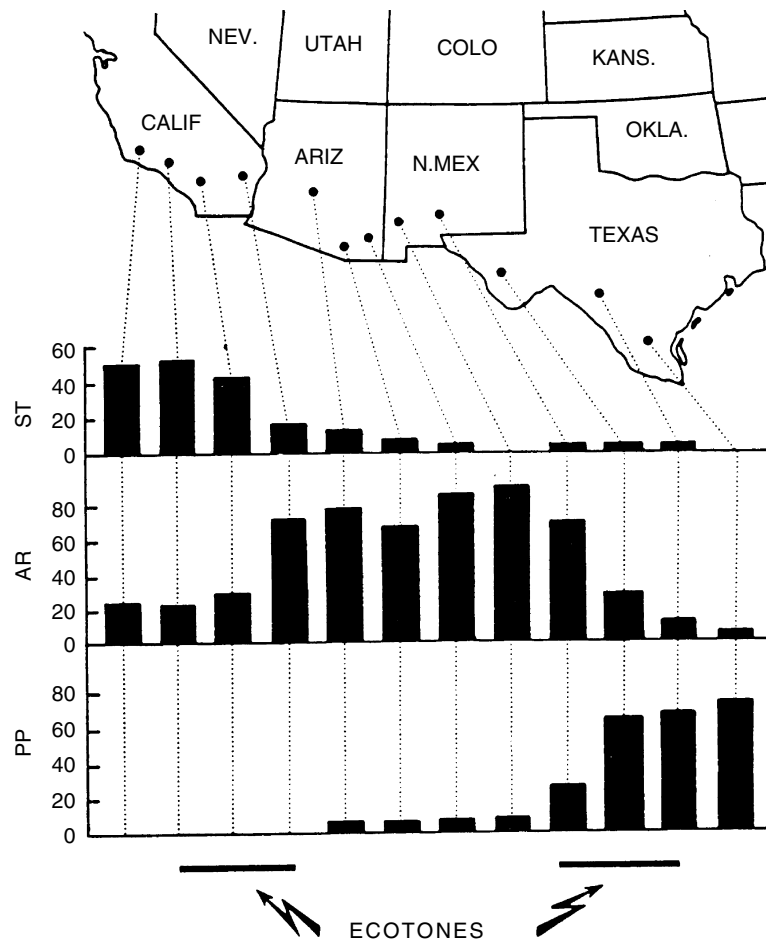 NEV.
UTAH
COLO
KANS.
CALIF
ARIZ
N.MEX
OKLA.
TEXAS
60
40
20
0
ST
80
60
40
20
0
AR
80
60
40
20
0
PP
ECOTONES